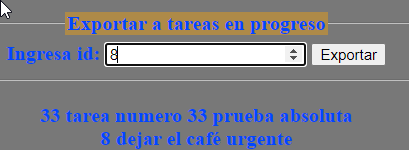 Exportar a tareas en progreso
Ingresa id: 8 Exportar
33 tarea numero 33 prueba absoluta
8 dejar el café urgente